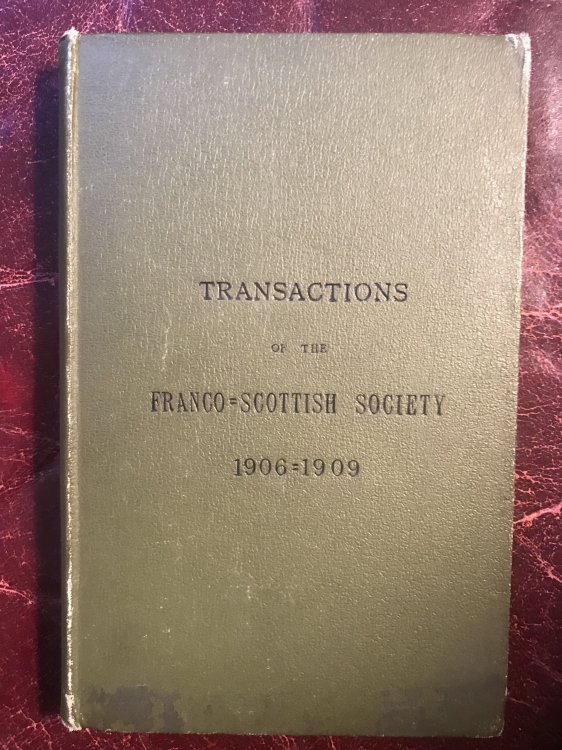 TRANSACTIONS
OF THE
FRANCO=SCOTTISH SOCIETY
1906=1909